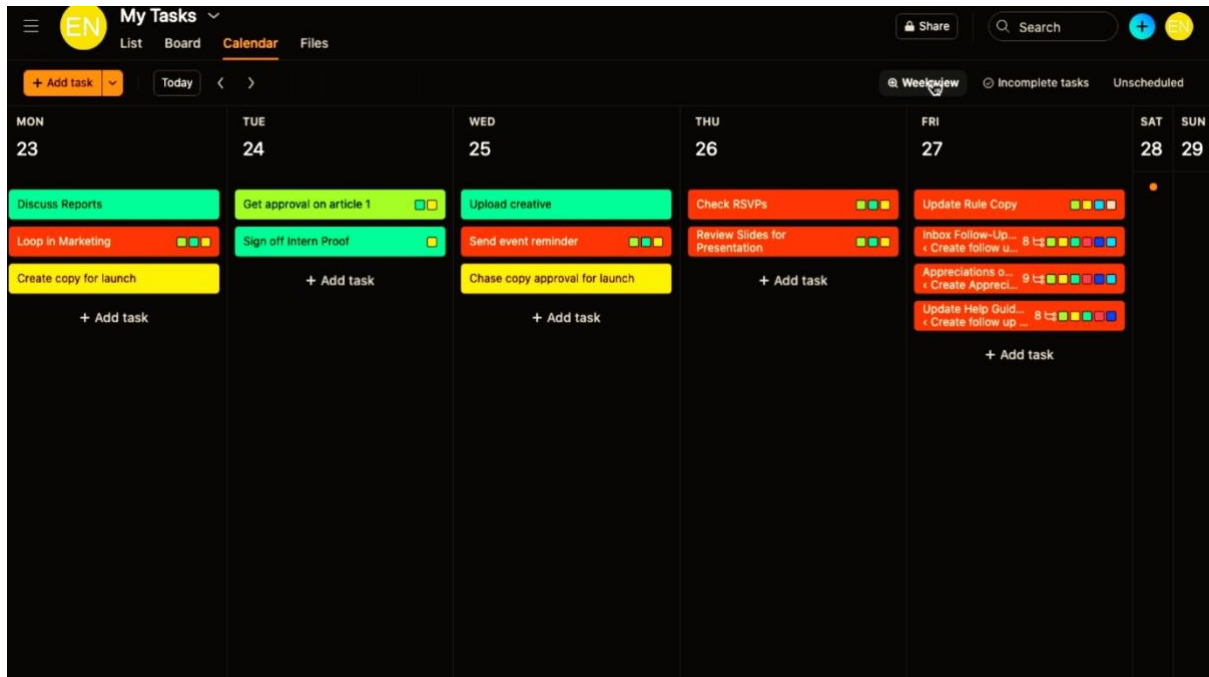 EN
My Tasks
List Board Calendar Files
Share
Search
EN
+ Add task
Today
Week view
Incomplete tasks
Unscheduled
MON
23
Discuss Reports
Loop in Marketing
Create copy for launch
+ Add task
TUE
24
Get approval on article 1
Sign off Intern Proof
+ Add task
WED
25
Upload creative
Send event reminder
Chase copy approval for launch
+ Add task
THU
26
Check RSVPs
Review Slides for
Presentation
+ Add task
FRI
27
Update Rule Copy
Inbox Follow-Up... 8
‹ Create follow u...
Appreciations o... 9
‹ Create Appreci...
Update Help Guid... 8
‹ Create follow up ...
+ Add task
SAT
28
SUN
29